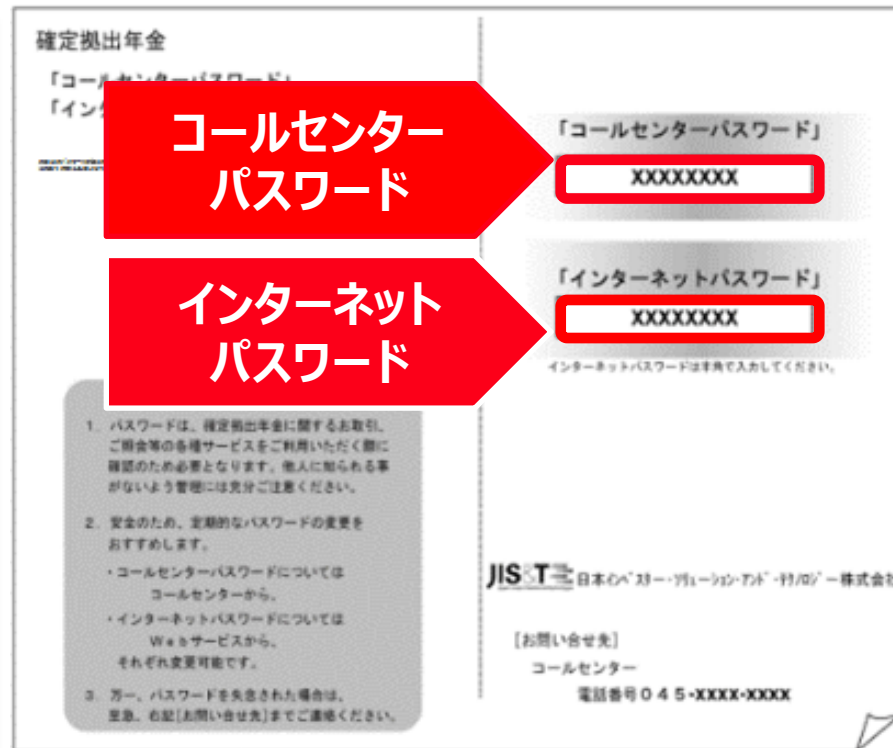 確定拠出年金
「コールセンターパスワード」
「イン
コールセンター
パスワード
インターネット
パスワード
1. パスワードは、確定拠出年金に関するお取引、
ご照会等の各種サービスをご利用いただく際に
確認のため必要となります。他人に知られる事
がないよう管理には充分ご注意ください。
2. 安全のため、定期的なパスワードの変更を
おすすめします。
・コールセンターパスワードについては
コールセンターから、
・インターネットパスワードについては
Webサービスから、
それぞれ変更可能です。
3. 万一、パスワードを失念された場合は、
至急、右記[お問い合せ先]までご連絡ください。
「コールセンターパスワード」
XXXXXXXX
「インターネットパスワード」
XXXXXXXX
インターネットパスワードは半角で入力してください。
JIS&T 日本インベスター・ソリューション・アンド・テクノロジー株式会社
[お問い合せ先]
コールセンター
電話番号045-XXXX-XXXX